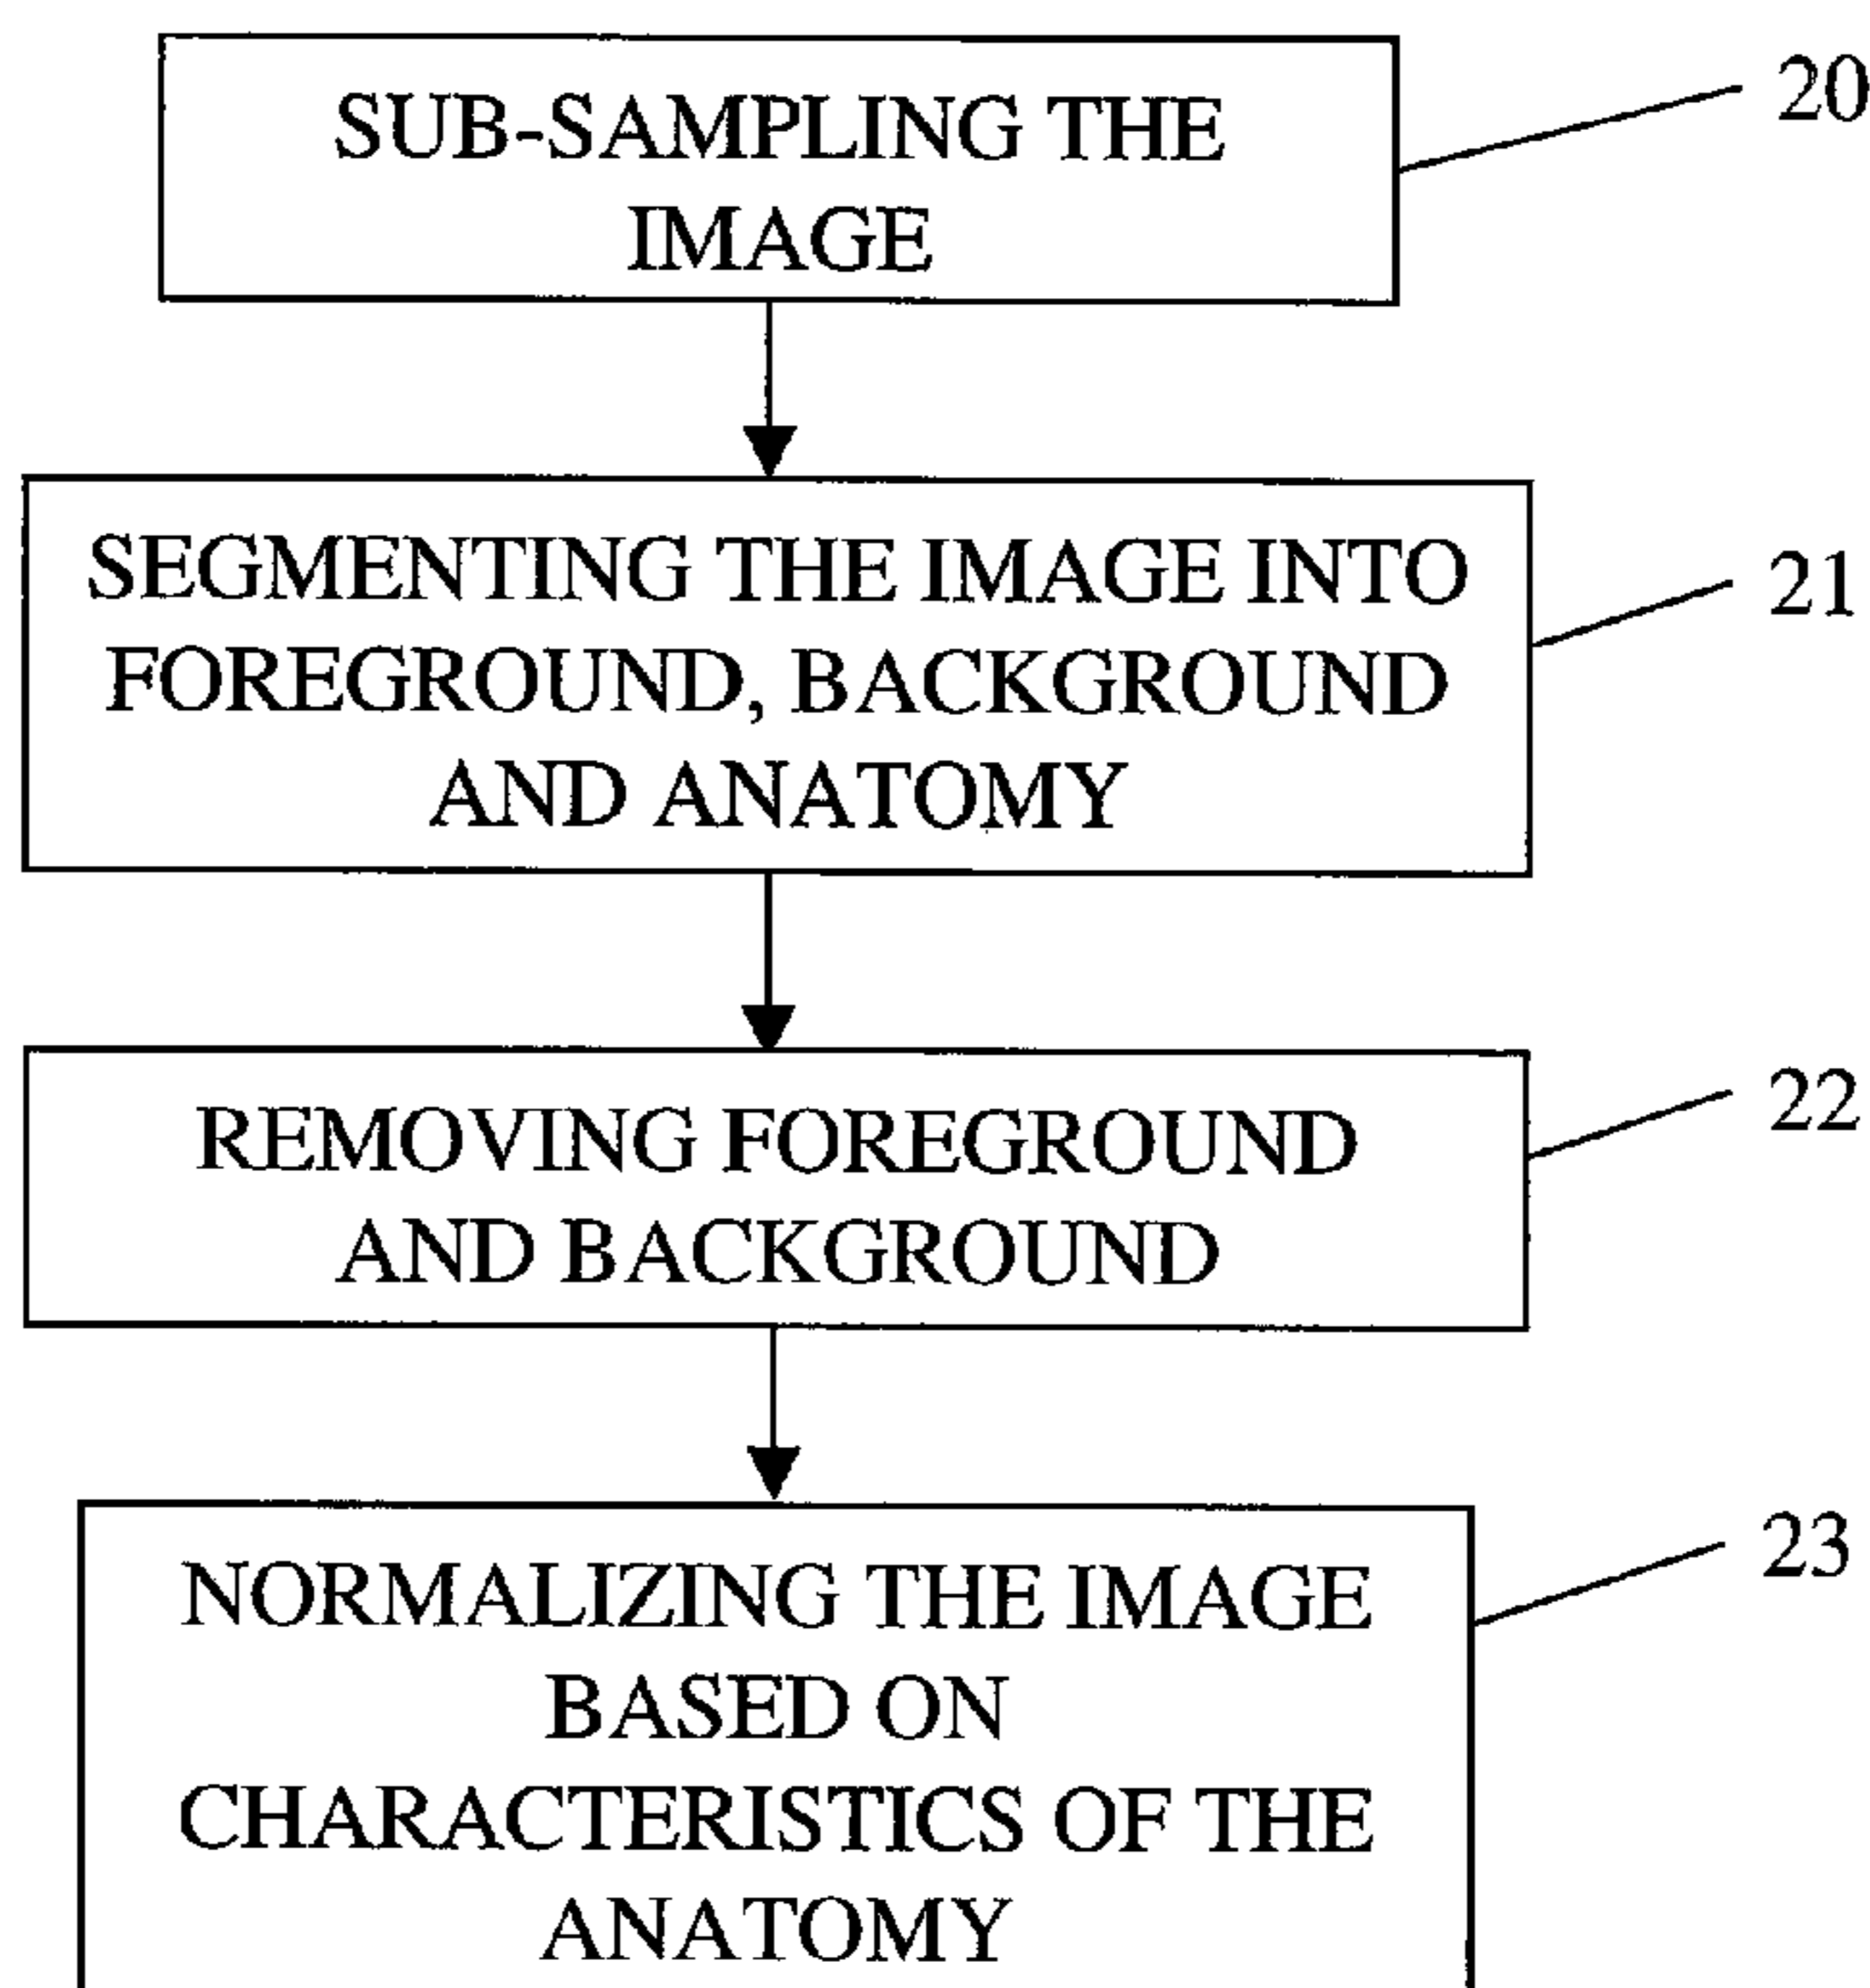 SUB-SAMPLING THE
IMAGE
20
SEGMENTING THE IMAGE INTO
FOREGROUND, BACKGROUND
AND ANATOMY
21
REMOVING FOREGROUND
AND BACKGROUND
22
NORMALIZING THE IMAGE
BASED ON
CHARACTERISTICS OF THE
ANATOMY
23